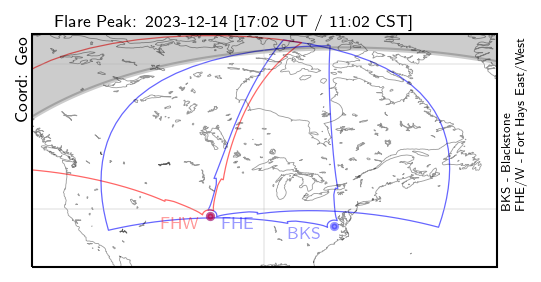 Flare Peak: 2023-12-14 [17:02 UT / 11:02 CST]
Coord: Geo
FHW
FHE
BKS
BKS - Blackstone
FHE/W - Fort Hays East/West